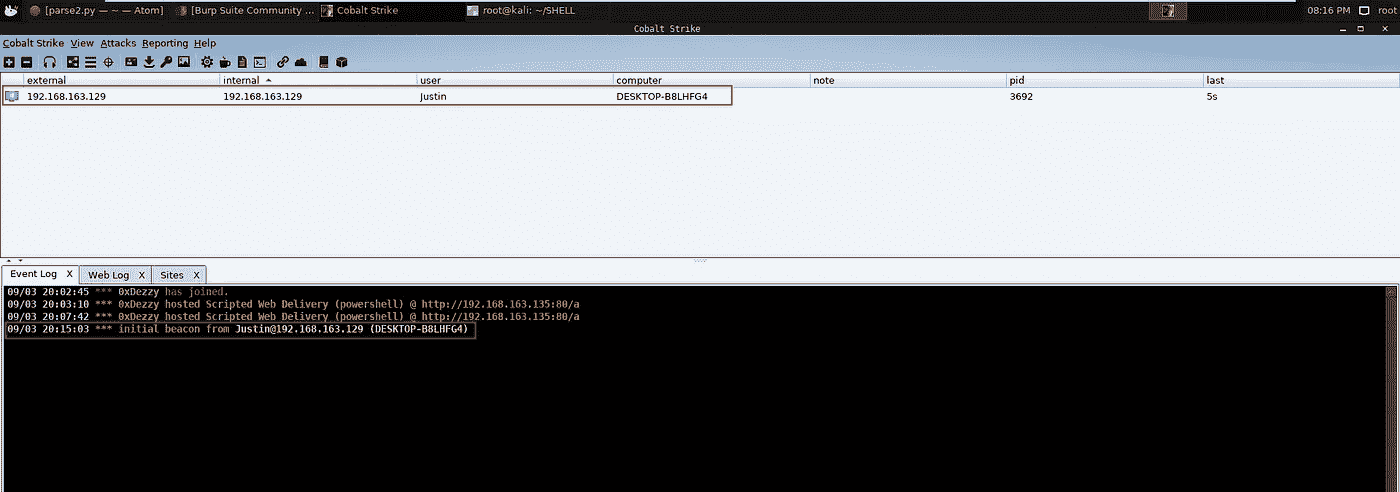 [parse2.py — ~ — Atom] [Burp Suite Community ... Cobalt Strike root@kali: ~/SHELL 08:16 PM root
Cobalt Strike
Cobalt Strike View Attacks Reporting Help
external internal user computer note pid last
192.168.163.129 192.168.163.129 Justin DESKTOP-B8LHFG4 3692 5s
Event Log X Web Log X Sites X
09/03 20:02:45 *** 0xDezzy has joined.
09/03 20:03:10 *** 0xDezzy hosted Scripted Web Delivery (powershell) @ http://192.168.163.135:80/a
09/03 20:07:42 *** 0xDezzy hosted Scripted Web Delivery (powershell) @ http://192.168.163.135:80/a
09/03 20:15:03 *** initial beacon from Justin@192.168.163.129 (DESKTOP-B8LHFG4)